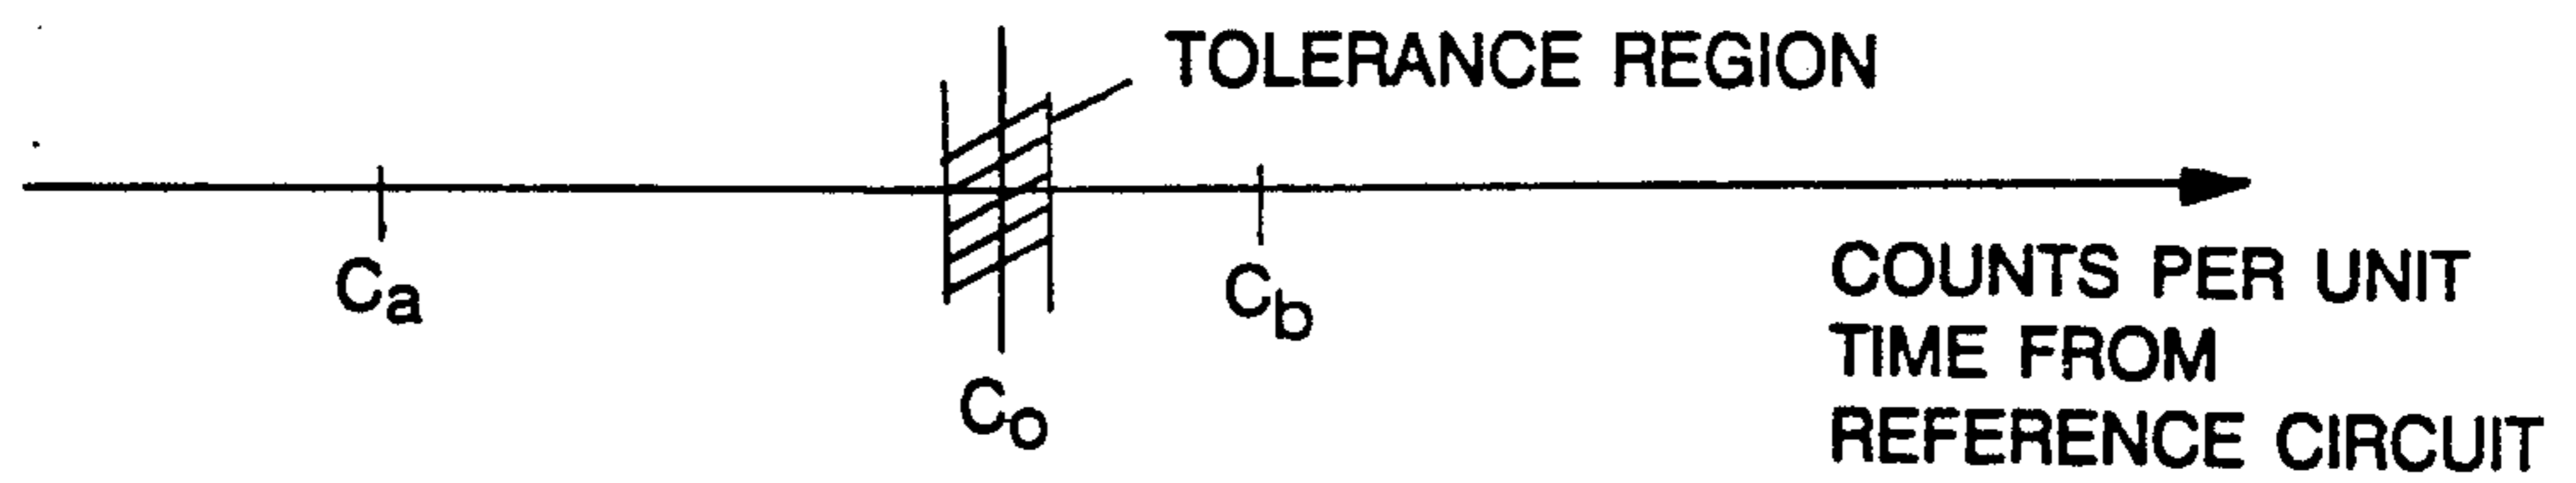 TOLERANCE REGION
Ca
Cb
Co
COUNTS PER UNIT
TIME FROM
REFERENCE CIRCUIT